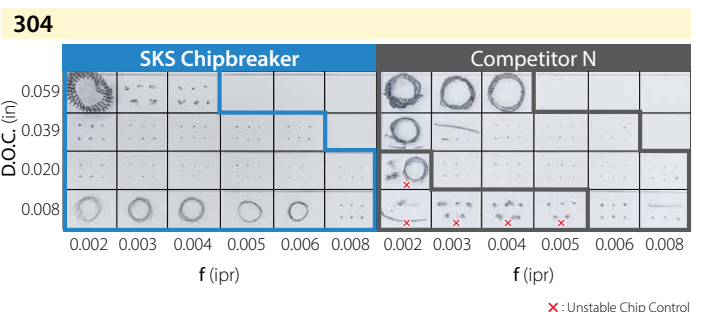 304
SKS Chipbreaker Competitor N
D.O.C. (in)
0.059
0.039
0.020
0.008
0.002 0.003 0.004 0.005 0.006 0.008 0.002 0.003 0.004 0.005 0.006 0.008
f (ipr) f (ipr)
✕ : Unstable Chip Control